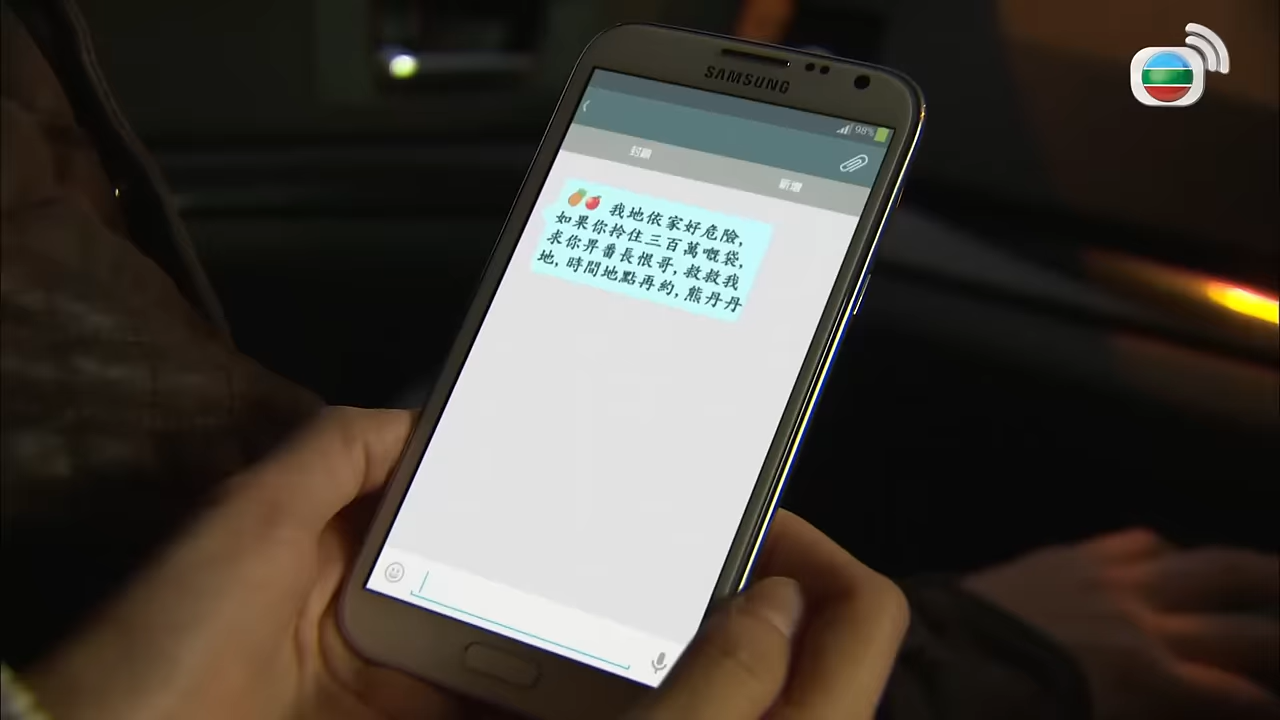 SAMSUNG
98%
封鎖
新增
🍍🍎 我地依家好危險,
如果你拎住三百萬嘅袋,
求你畀番長恨哥, 救救我
地, 時間地點再約, 熊丹丹